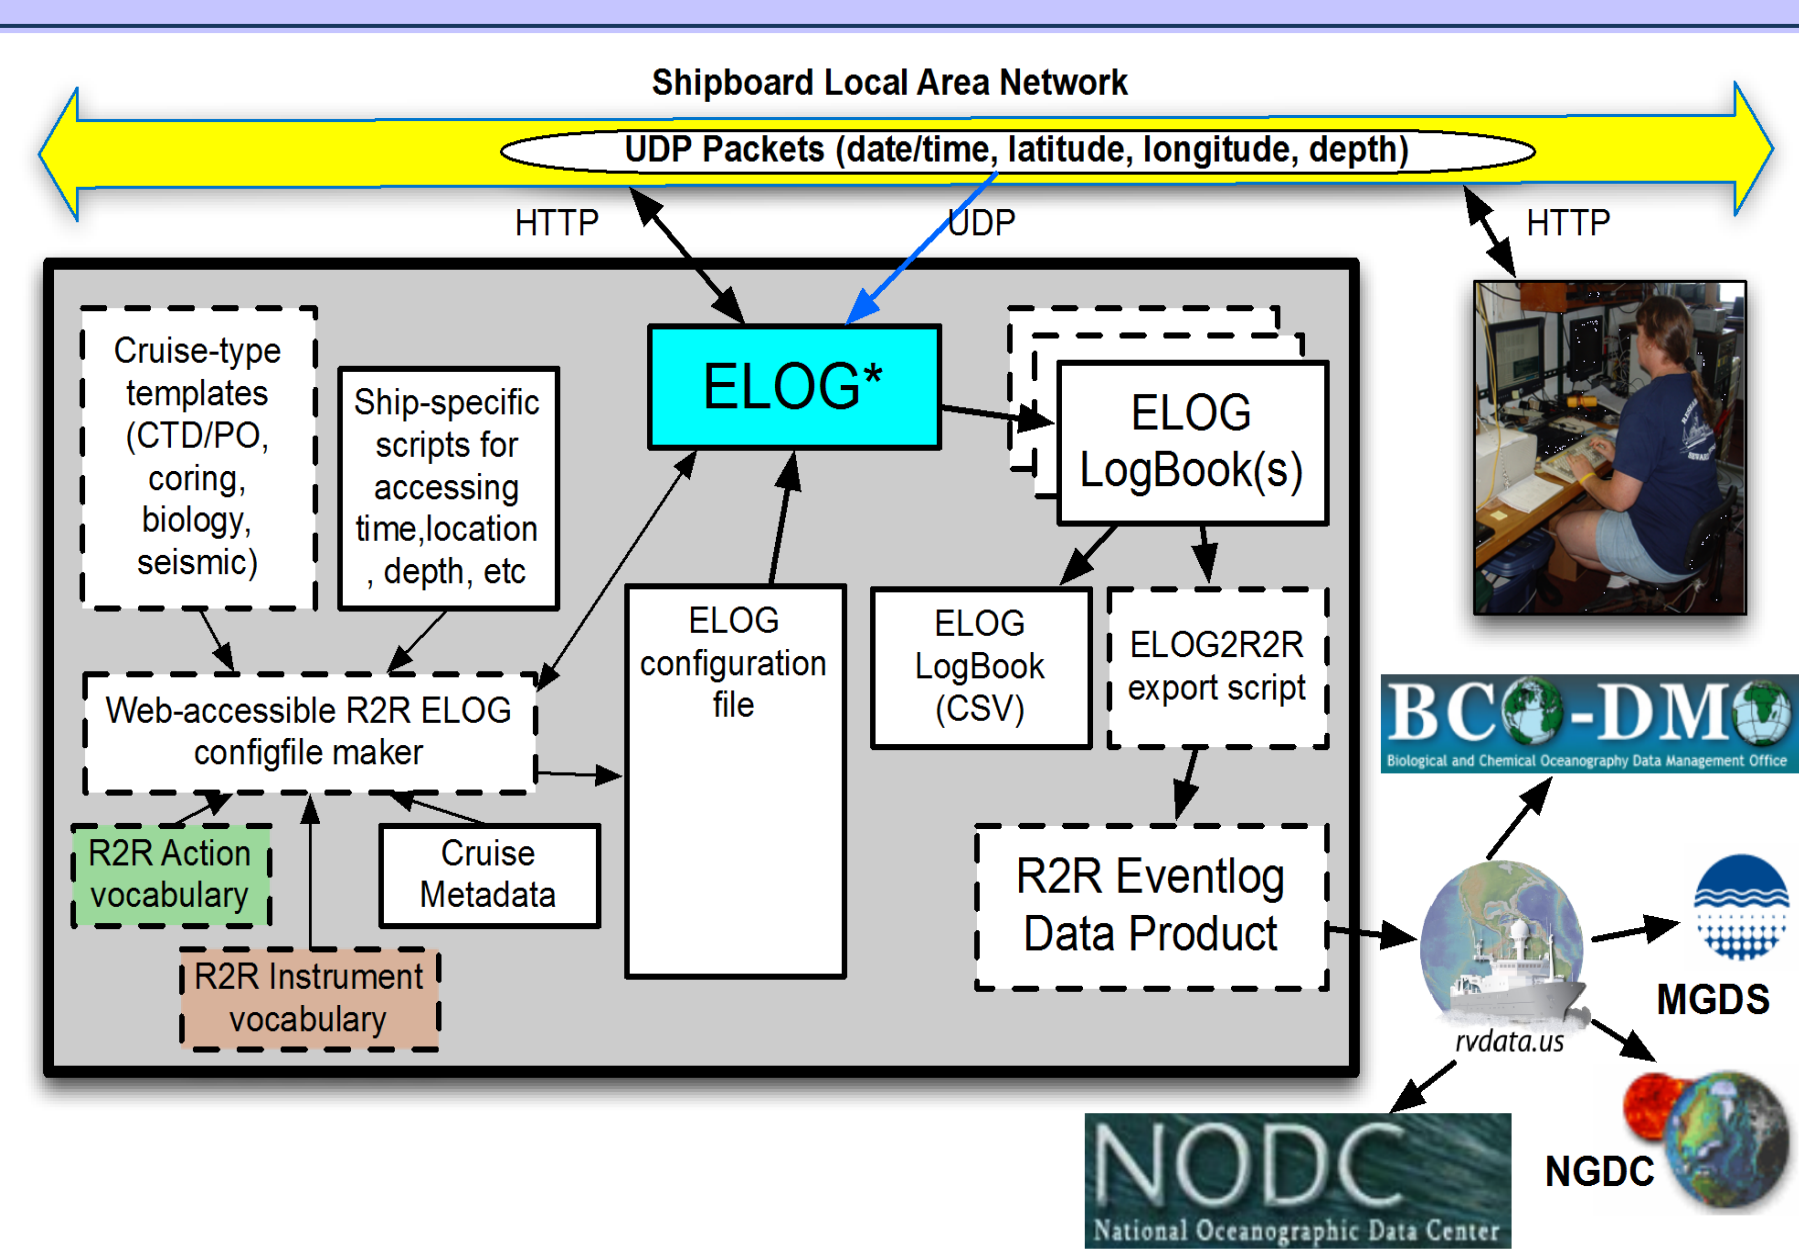 Shipboard Local Area Network
UDP Packets (date/time, latitude, longitude, depth)
HTTP
UDP
HTTP
Cruise-type
templates
(CTD/PO,
coring,
biology,
seismic)
Ship-specific
scripts for
accessing
time,location
, depth, etc
ELOG*
ELOG
LogBook(s)
ELOG
configuration
file
ELOG
LogBook
(CSV)
ELOG2R2R
export script
Web-accessible R2R ELOG
configfile maker
R2R Action
vocabulary
Cruise
Metadata
R2R Instrument
vocabulary
R2R Eventlog
Data Product
BCO-DMO
Biological and Chemical Oceanography Data Management Office
rvdata.us
MGDS
NGDC
NODC
National Oceanographic Data Center